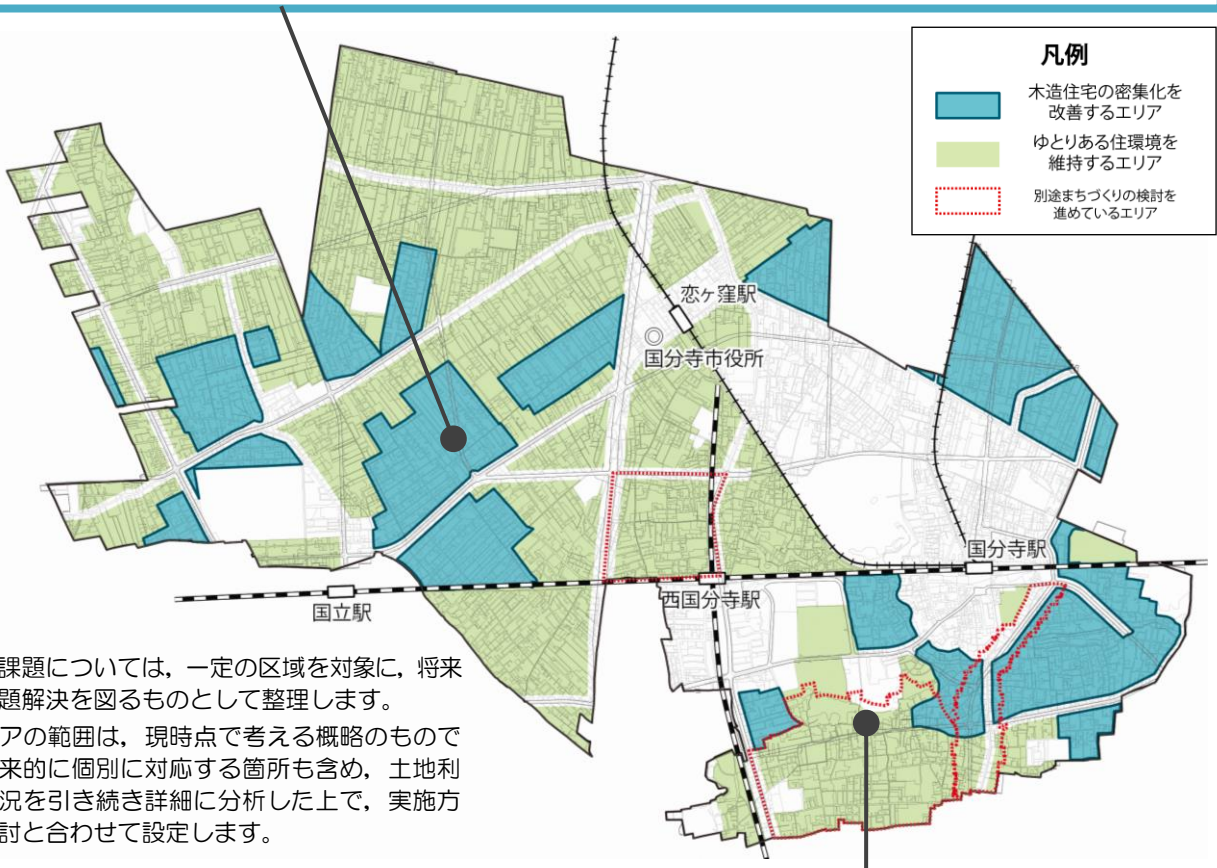 凡例
木造住宅の密集化を
改善するエリア
ゆとりある住環境を
維持するエリア
別途まちづくりの検討を
進めているエリア
恋ヶ窪駅
国分寺市役所
国分寺駅
西国分寺駅
国立駅
課題については，一定の区域を対象に，将来
題解決を図るものとして整理します。
アの範囲は，現時点で考える概略のもので
来的に個別に対応する箇所も含め，土地利
況を引き続き詳細に分析した上で，実施方
討と合わせて設定します。